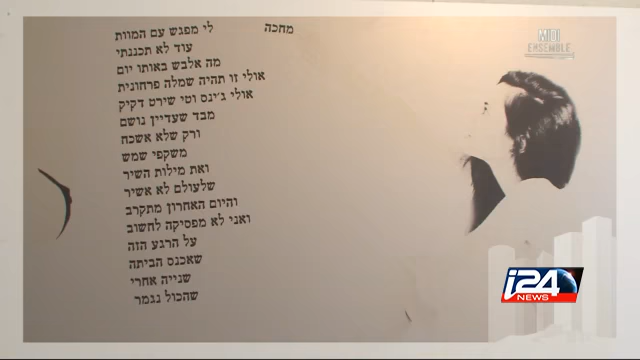 MIDI
ENSEMBLE
מחכה לי מפגש עם המוות
עוד לא תכננתי
מה אלבש באותו יום
אולי זו תהיה שמלה פרחונית
אולי ג׳ינס וטי שירט דקיק
מבד שעדיין נושם
ורק שלא אשכח
משקפי שמש
ואת מילות השיר
שלעולם לא אשיר
והיום האחרון מתקרב
ואני לא מפסיקה לחשוב
על הרגע הזה
שאכנס הביתה
שנייה אחרי
שהכול נגמר
i24
NEWS